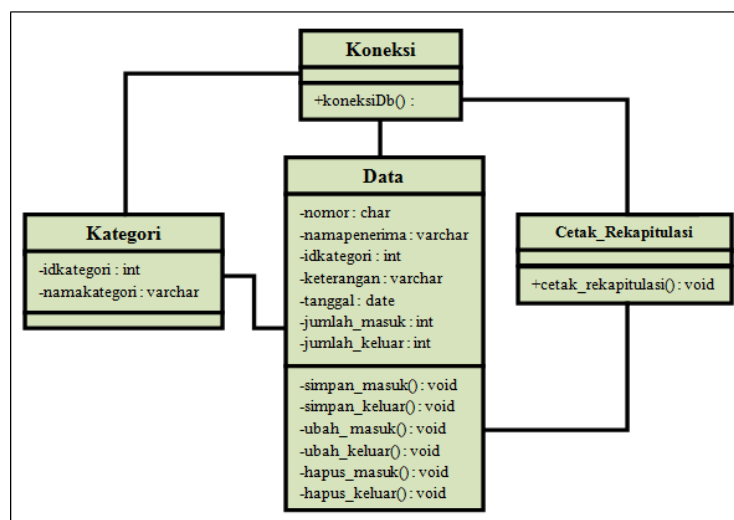 Koneksi
+koneksiDb() :
Data
-nomor : char
-namapenerima : varchar
-idkategori : int
-keterangan : varchar
-tanggal : date
-jumlah_masuk : int
-jumlah_keluar : int
-simpan_masuk() : void
-simpan_keluar() : void
-ubah_masuk() : void
-ubah_keluar() : void
-hapus_masuk() : void
-hapus_keluar() : void
Kategori
-idkategori : int
-namakategori : varchar
Cetak_Rekapitulasi
+cetak_rekapitulasi() : void